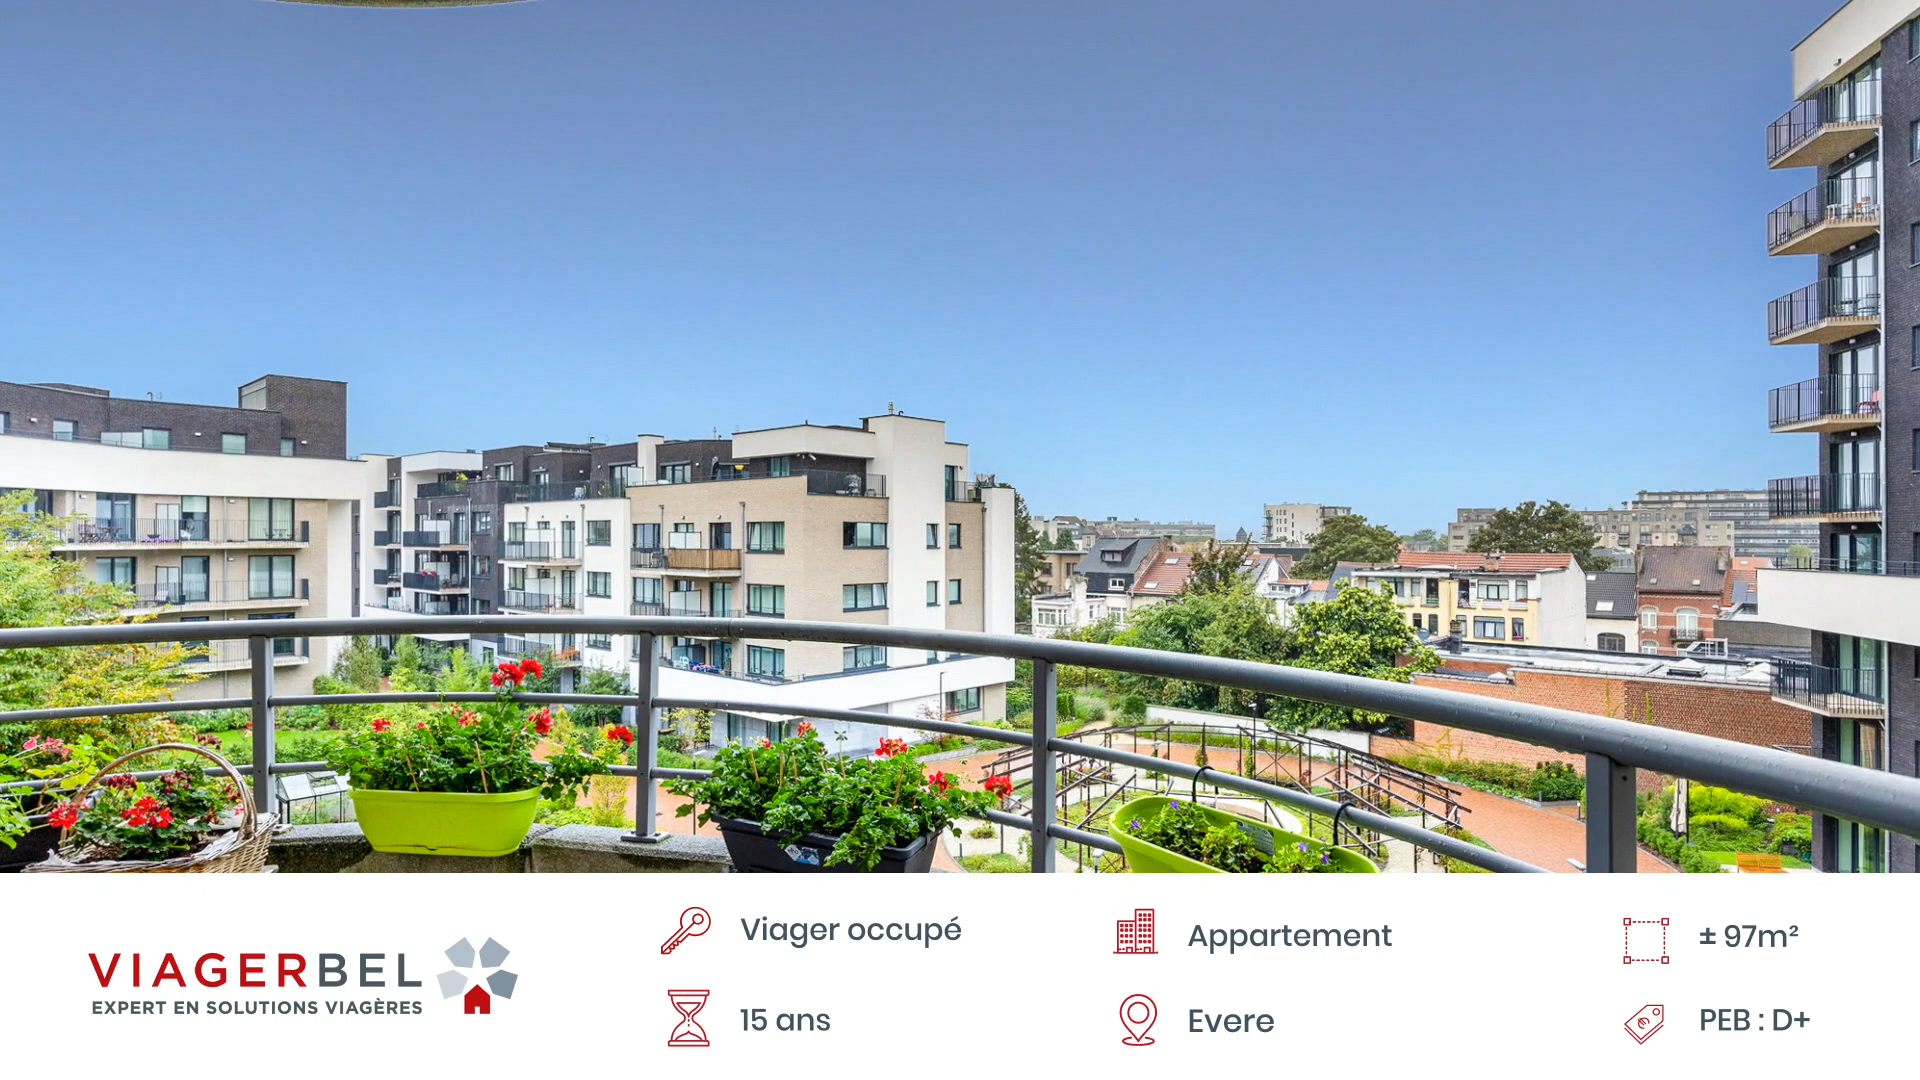 VIAGERBEL
EXPERT EN SOLUTIONS VIAGÈRES
Viager occupé
15 ans
Appartement
Evere
± 97m²
PEB : D+